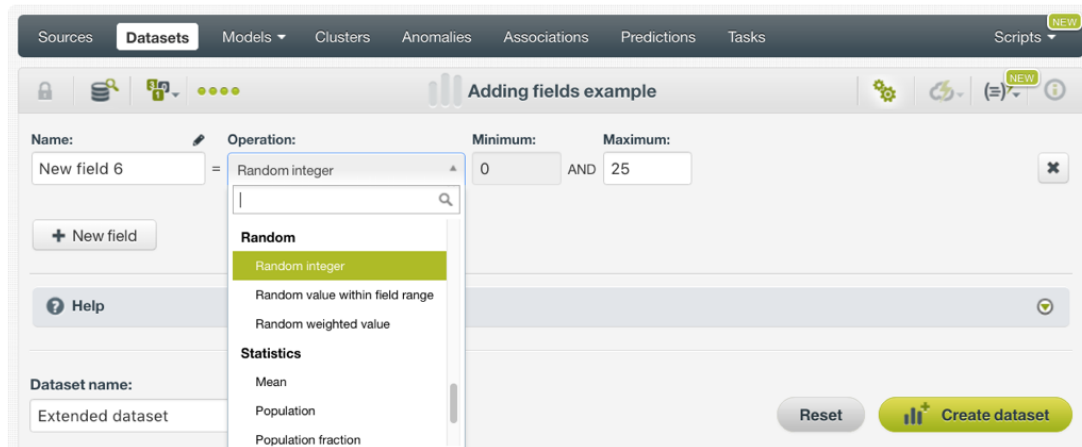 NEW
Sources Datasets Models Clusters Anomalies Associations Predictions Tasks Scripts
Adding fields example NEW
Name: Operation: Minimum: Maximum:
New field 6 = Random integer 0 AND 25
+ New field
Random
Random integer
Random value within field range
Help
Random weighted value
Statistics
Dataset name:
Mean
Extended dataset Population Reset Create dataset
Population fraction